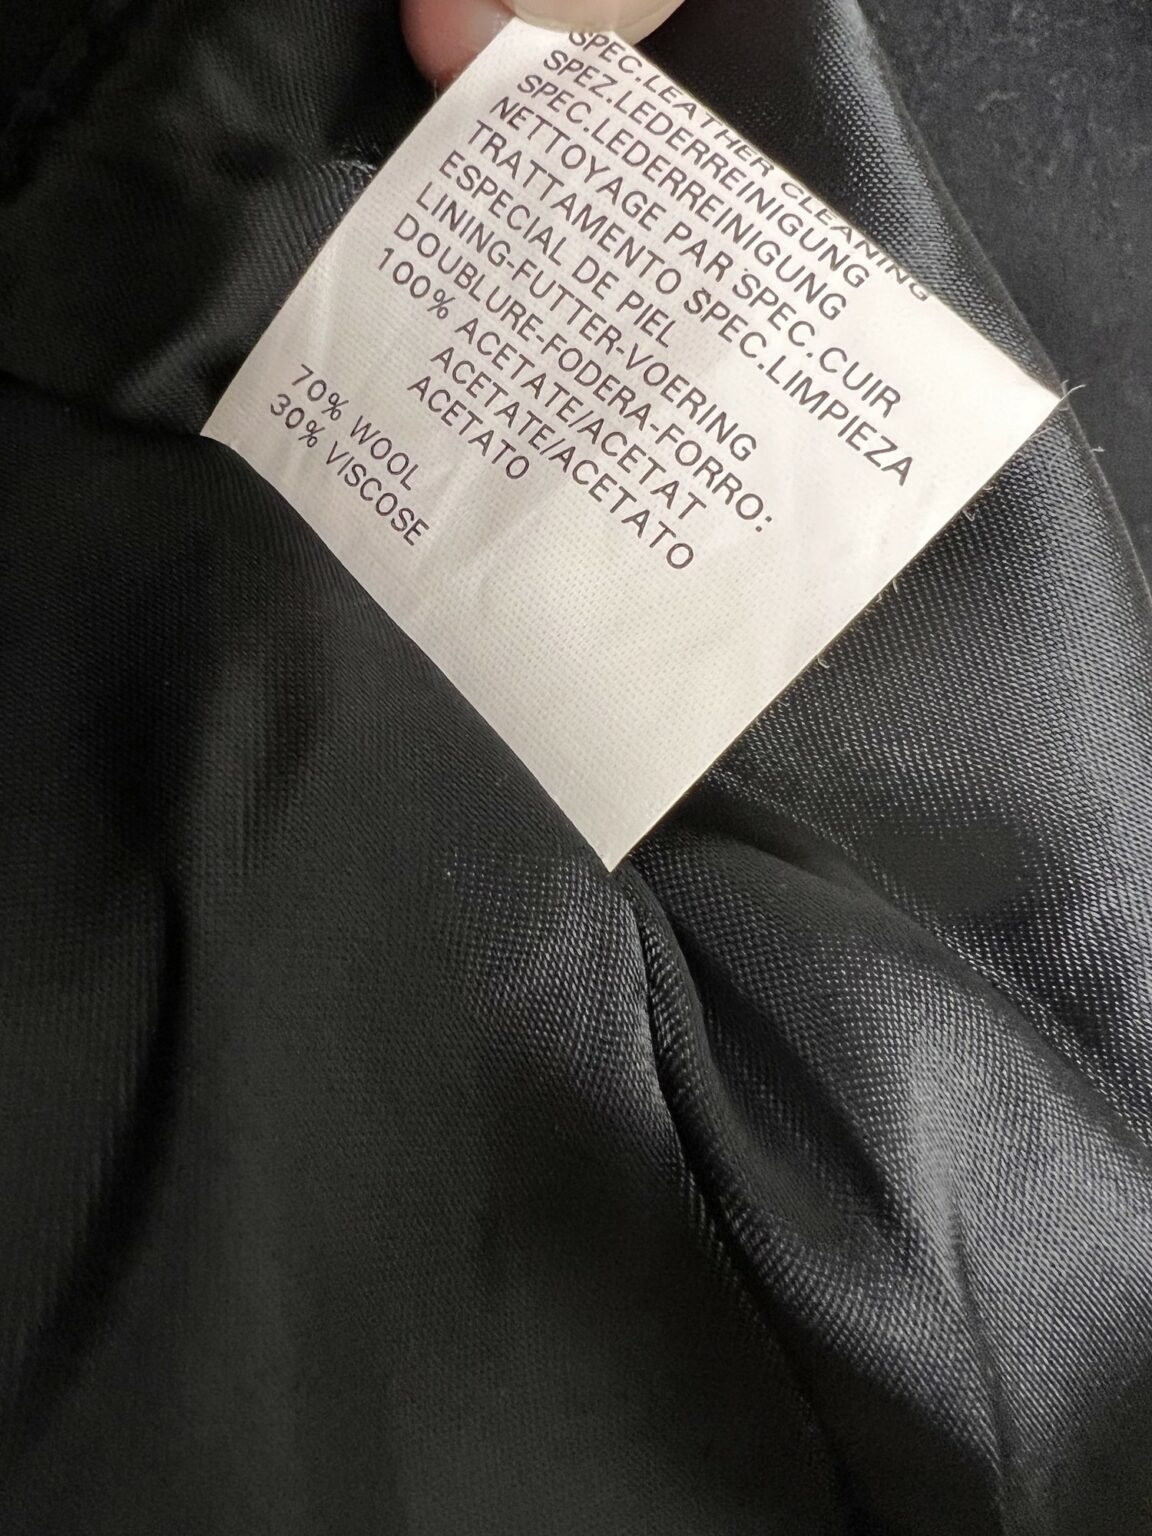 SPEC.LEATHER CLEANING
SPEZ.LEDERREINIGUNG
SPEC.LEDERREINIGUNG
NETTOYAGE PAR SPEC.CUIR
TRATTAMENTO SPEC.LIMPIEZA
ESPECIAL DE PIEL
LINING-FUTTER-VOERING
DOUBLURE-FODERA-FORRO:
100% ACETATE/ACETAT
ACETATE/ACETATO
ACETATO
70% WOOL
30% VISCOSE